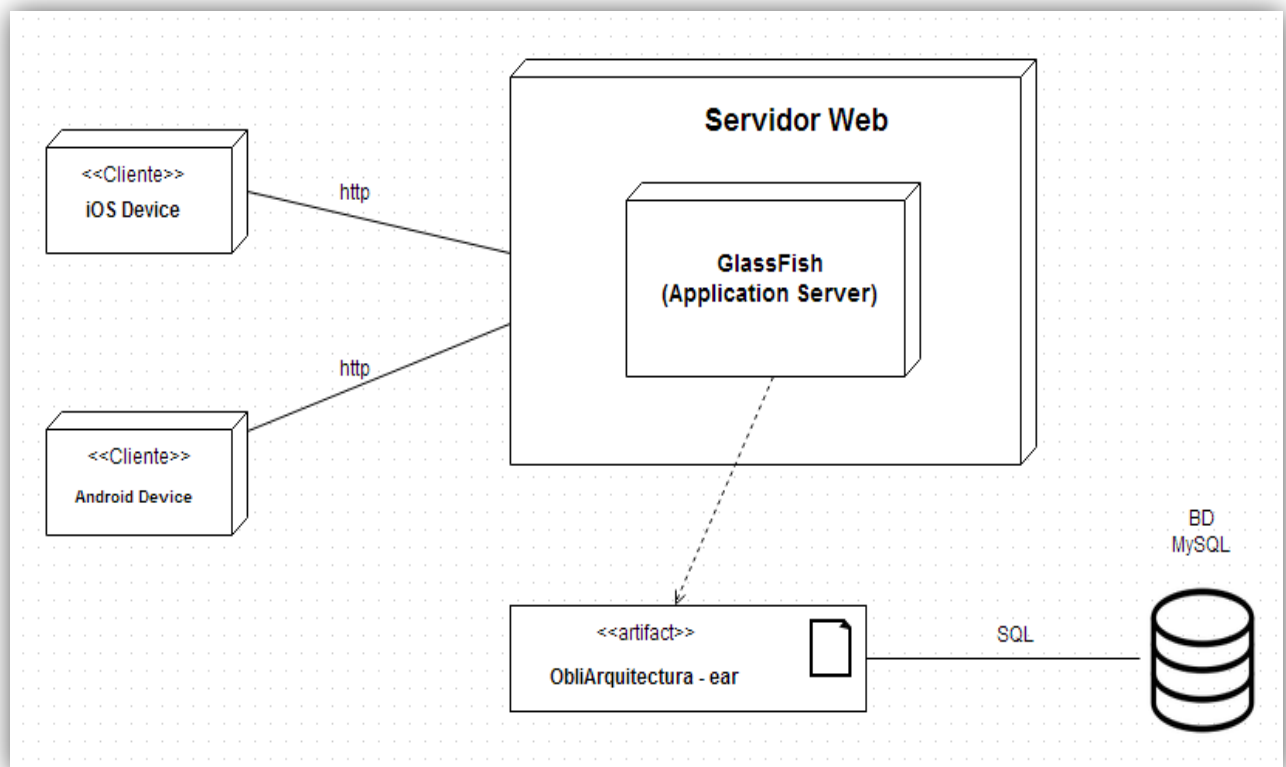 Servidor Web
<<Cliente>>
iOS Device
http
GlassFish
(Application Server)
http
<<Cliente>>
Android Device
BD
MySQL
<<artifact>>
ObliArquitectura - ear
SQL